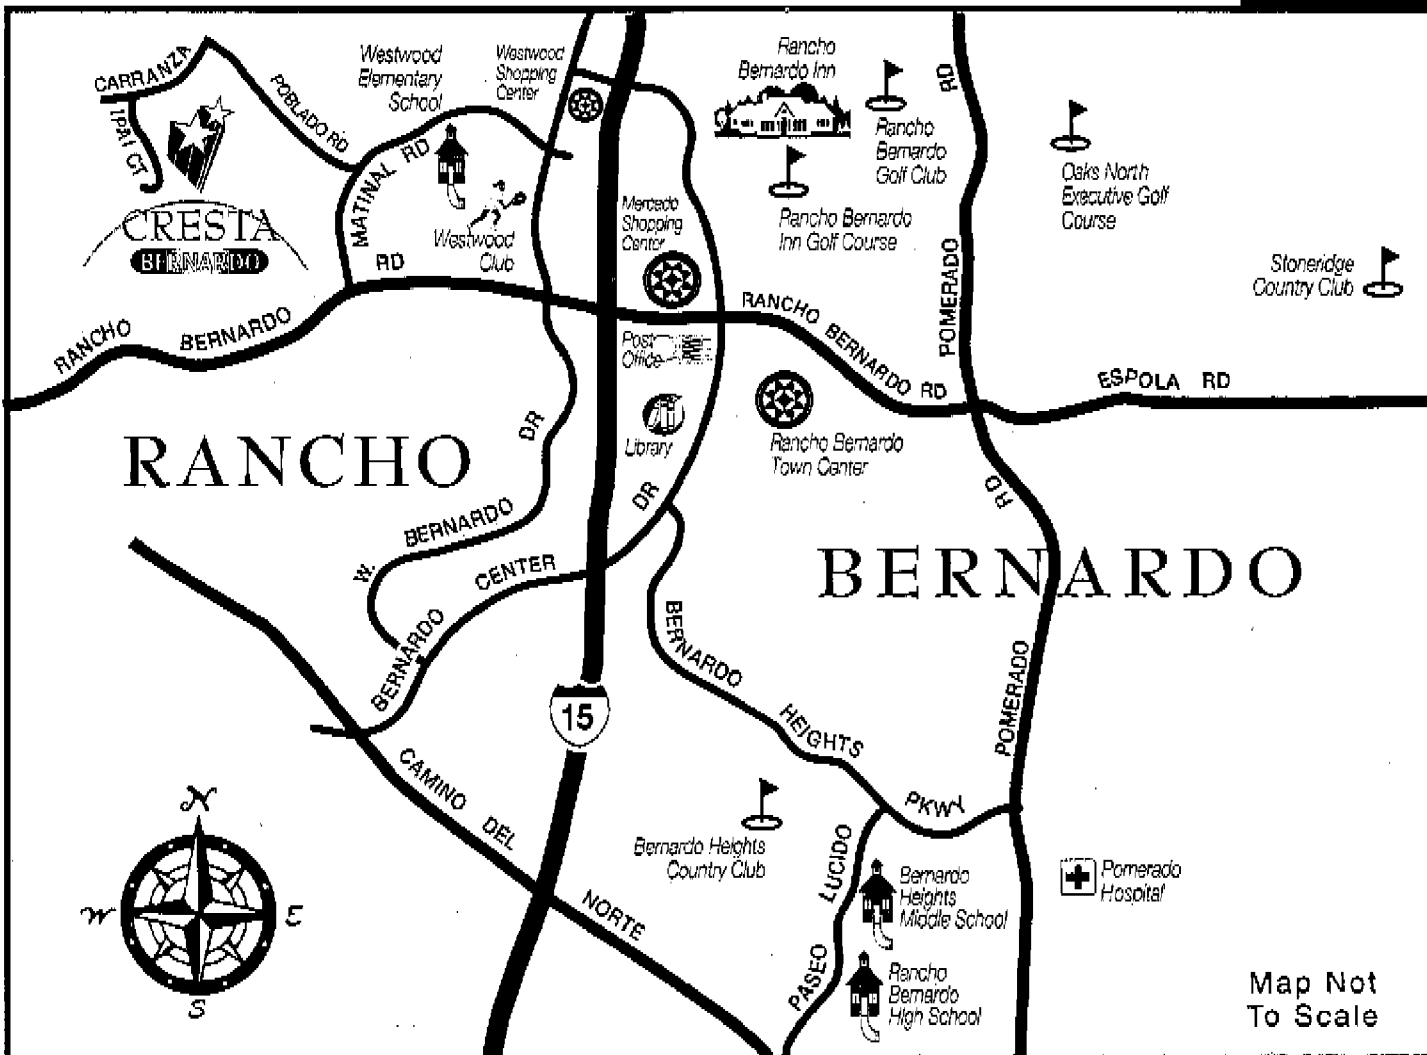 CARRANZA
IPAI CT
POBLADO RD
CRESTA
BERNARDO
Westwood
Elementary
School
Westwood
Shopping
Center
MATINAL RD
Westwood
Club
Rancho
Bernardo Inn
Rancho
Bernardo
Golf Club
Rancho Bernardo
Inn Golf Course
RD
POMERADO
Oaks North
Executive Golf
Course
Stoneridge
Country Club
Mercado
Shopping
Center
RANCHO BERNARDO RD
RANCHO BERNARDO RD
ESPOLA RD
Post
Office
Library
Rancho Bernardo
Town Center
RANCHO
BERNARDO
W. BERNARDO DR
BERNARDO CENTER DR
RD
POMERADO
BERNARDO HEIGHTS PKWY
15
CAMINO DEL NORTE
Bernardo Heights
Country Club
PASEO LUCIDO
Bernardo
Heights
Middle School
Rancho
Bernardo
High School
Pomerado
Hospital
N
W
E
S
Map Not
To Scale